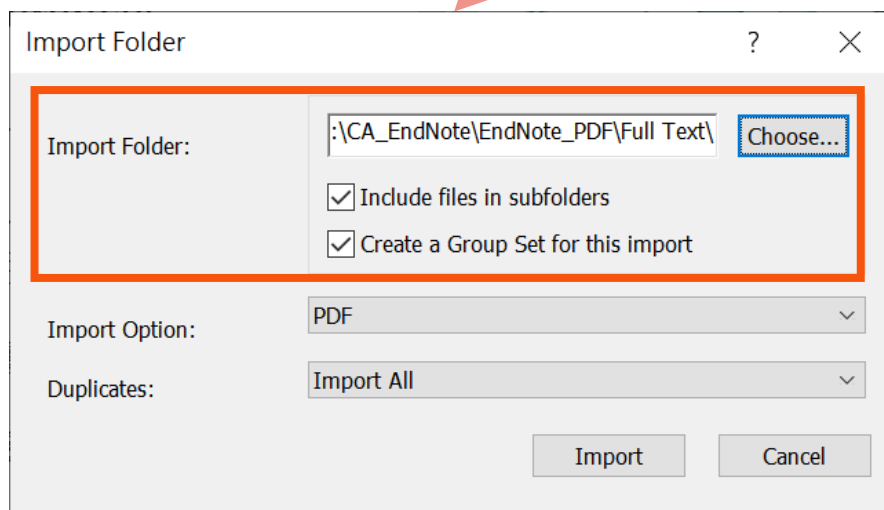 Import Folder
?
Import Folder:
:\CA_EndNote\EndNote_PDF\Full Text\
Choose...
Include files in subfolders
Create a Group Set for this import
Import Option:
PDF
Duplicates:
Import All
Import
Cancel